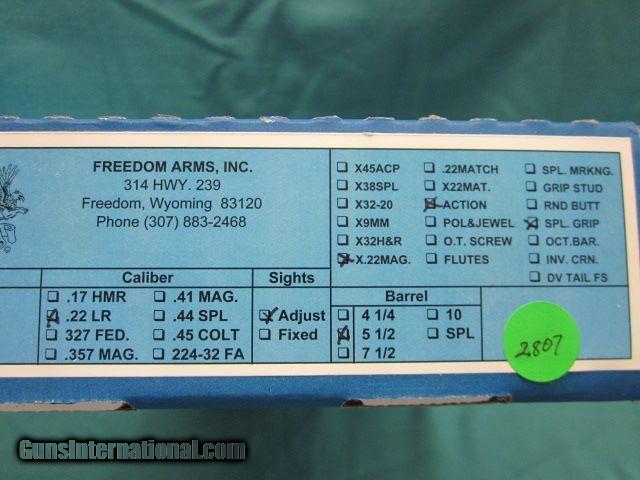 FREEDOM ARMS, INC.
314 HWY. 239
Freedom, Wyoming 83120
Phone (307) 883-2468
X45ACP .22MATCH SPL. MRKNG.
X38SPL X22MAT. GRIP STUD
X32-20 ACTION RND BUTT
X9MM POL&JEWEL SPL. GRIP
X32H&R O.T. SCREW OCT.BAR.
X.22MAG. FLUTES INV. CRN.
DV TAIL FS
Caliber Sights Barrel
.17 HMR .41 MAG.
.22 LR .44 SPL Adjust 4 1/4 10
327 FED. .45 COLT Fixed 5 1/2 SPL
.357 MAG. 224-32 FA 7 1/2
2807
GunsInternational.com